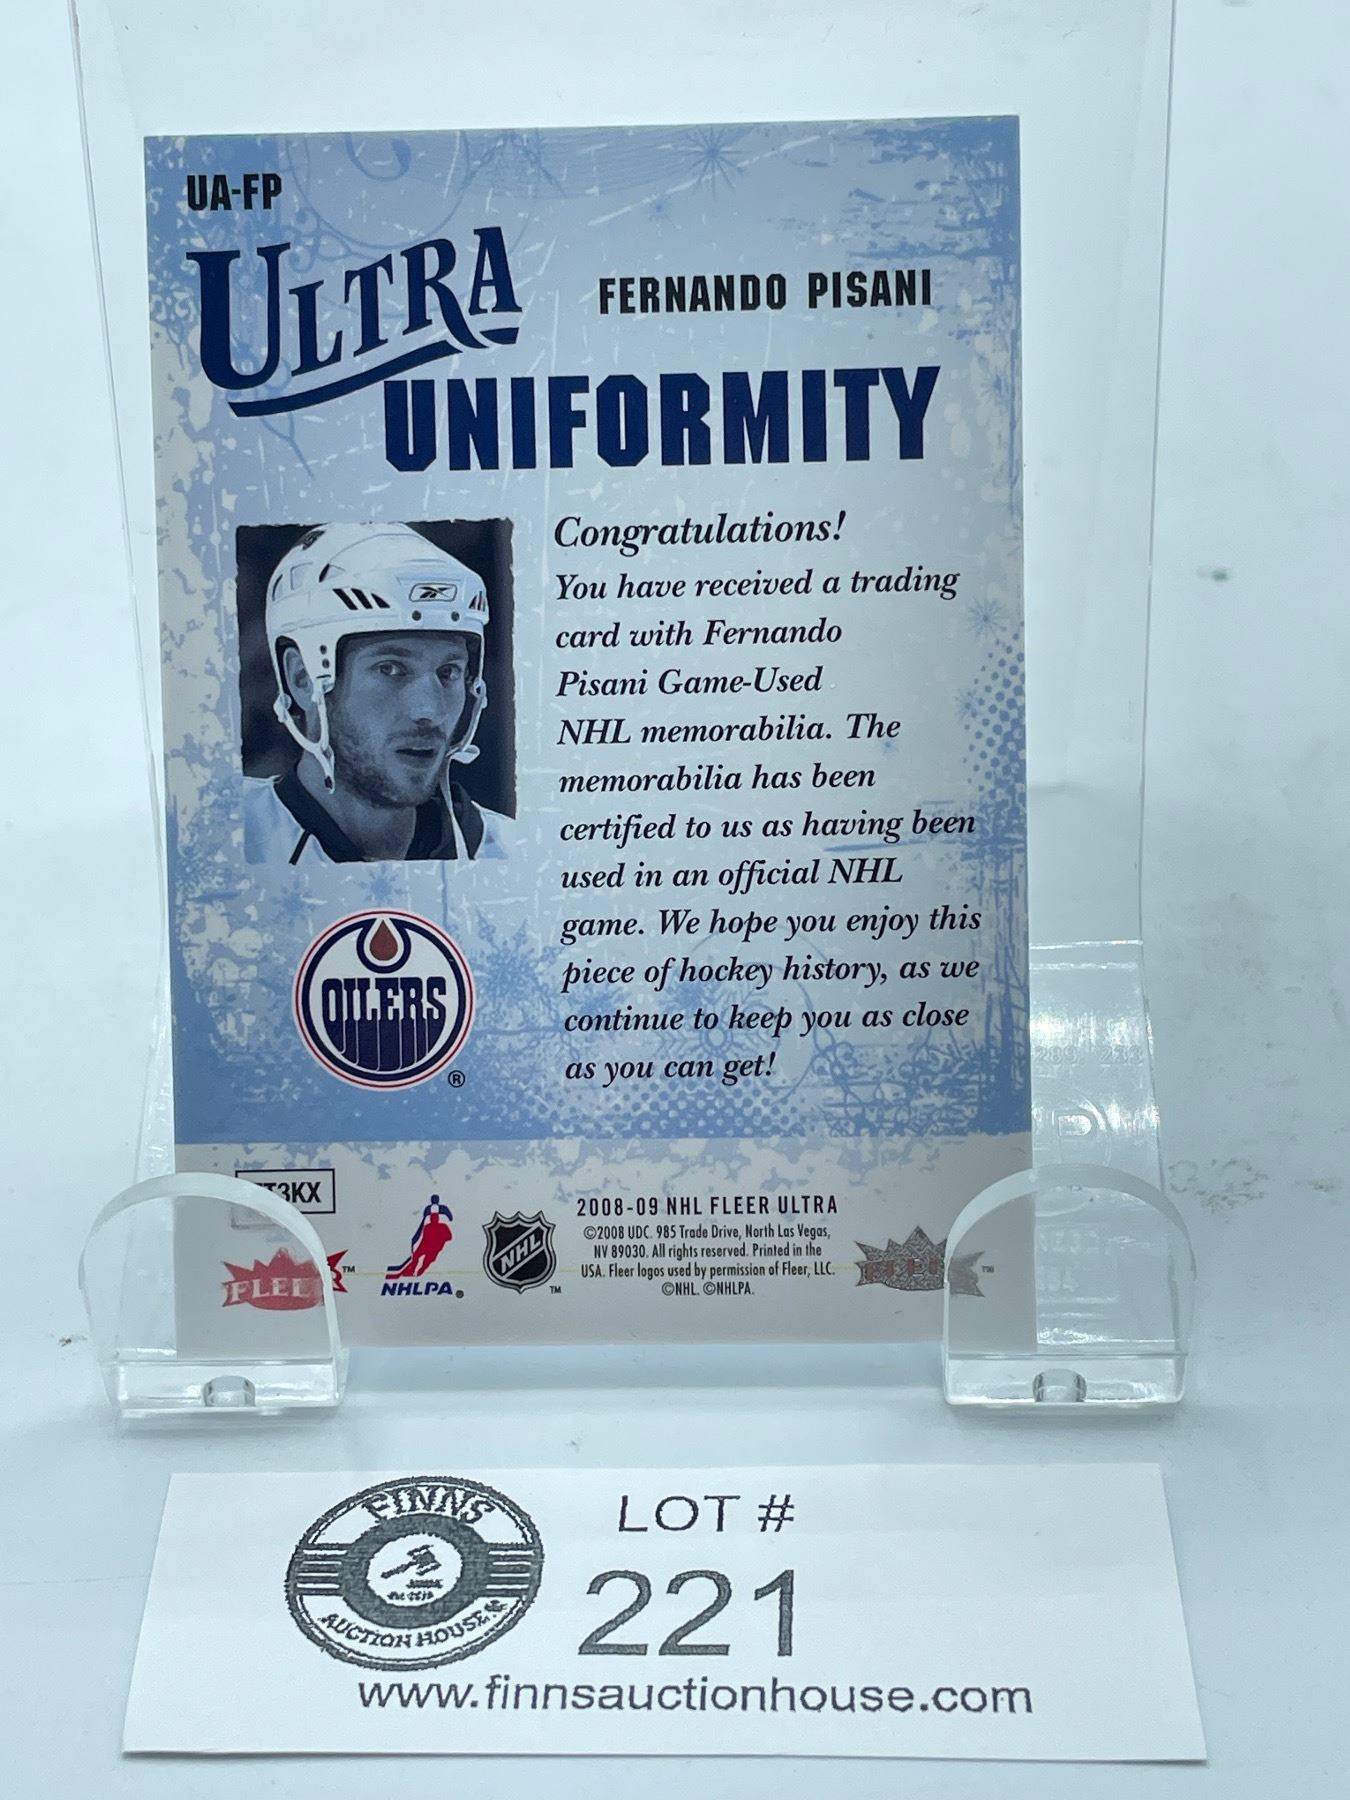 UA-FP
ULTRA
FERNANDO PISANI
UNIFORMITY
Congratulations!
You have received a trading
card with Fernando
Pisani Game-Used
NHL memorabilia. The
memorabilia has been
certified to us as having been
used in an official NHL
game. We hope you enjoy this
piece of hockey history, as we
continue to keep you as close
as you can get!
OILERS
®
2008-09 NHL FLEER ULTRA
©2008 UDC. 985 Trade Drive, North Las Vegas,
NV 89030. All rights reserved. Printed in the
USA. Fleer logos used by permission of Fleer, LLC.
©NHL. ©NHLPA.
FLEER™
NHLPA®
NHL™
FLEER™
FINNS
AUCTION HOUSE
LOT #
221
www.finnsauctionhouse.com